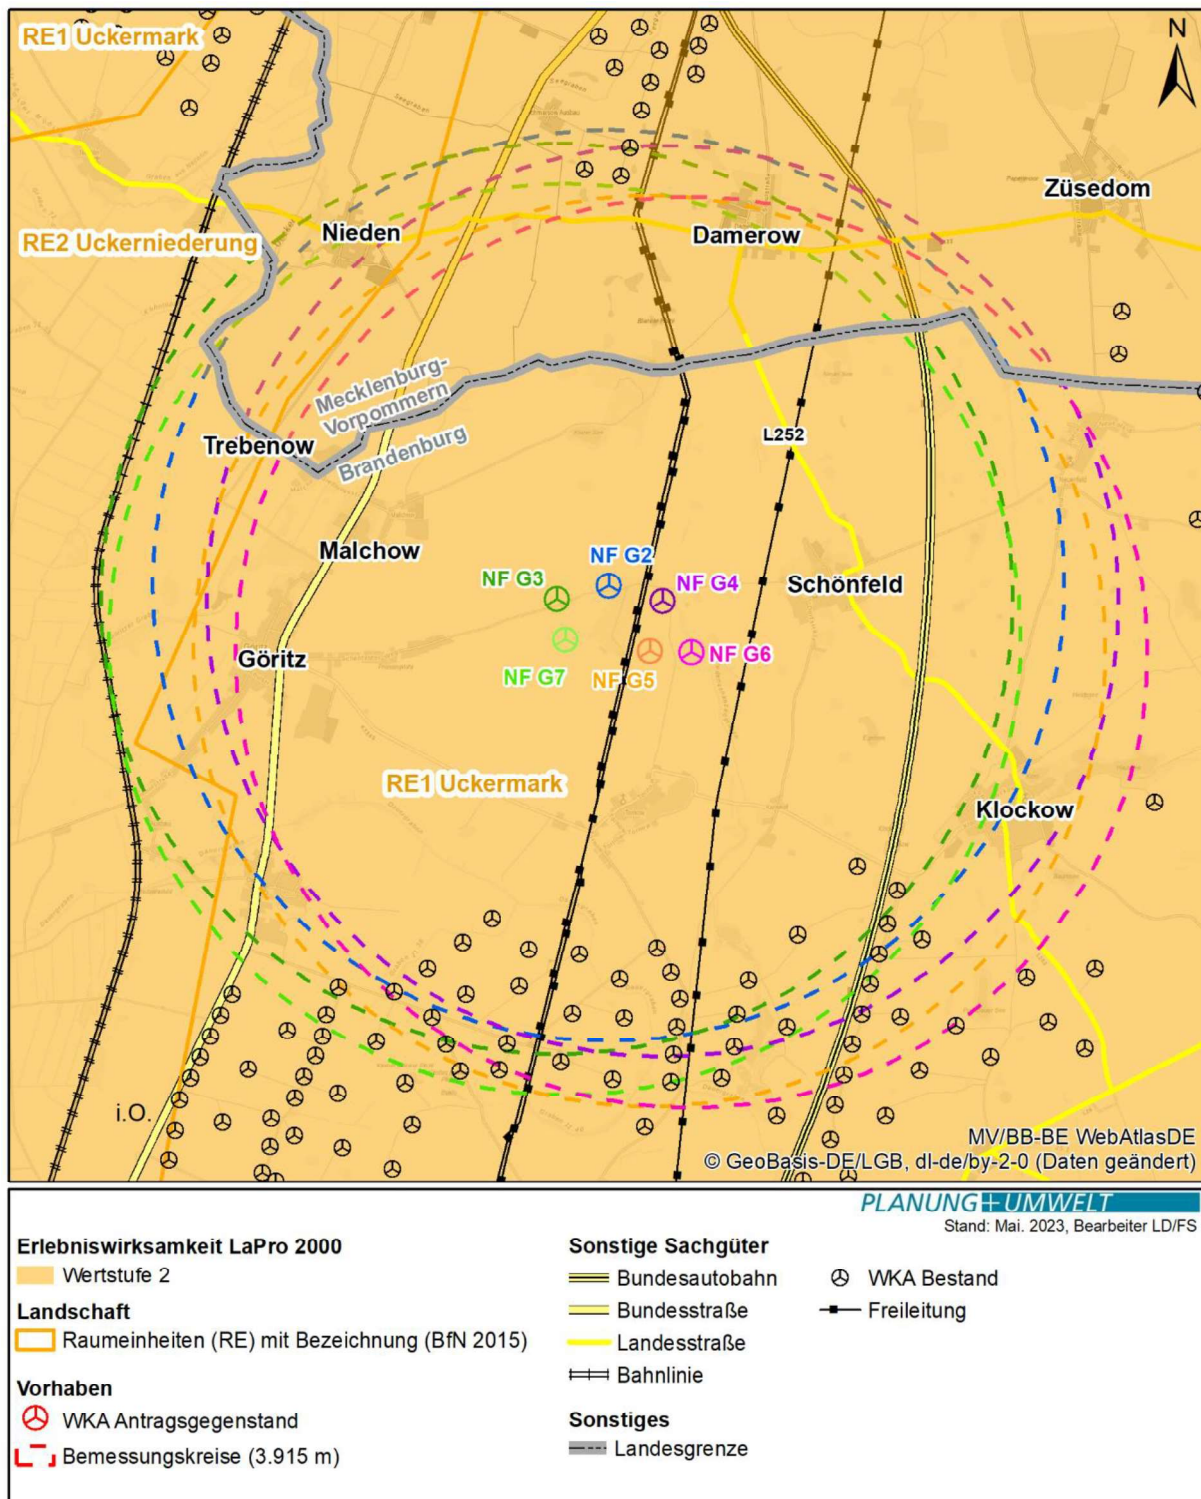 RE1 Uckermark
N
Züsedom
Nieden
Damerow
RE2 Uckerniederung
Mecklenburg-
Vorpommern
Brandenburg
Trebenow
L252
Malchow
NF G2
NF G3
NF G4
Schönfeld
Göritz
NF G7
NF G5
NF G6
RE1 Uckermark
Klockow
i.O.
MV/BB-BE WebAtlasDE
© GeoBasis-DE/LGB, dl-de/by-2-0 (Daten geändert)
PLANUNG+UMWELT
Stand: Mai. 2023, Bearbeiter LD/FS
Erlebniswirksamkeit LaPro 2000
Wertstufe 2
Landschaft
Raumeinheiten (RE) mit Bezeichnung (BfN 2015)
Vorhaben
WKA Antragsgegenstand
Bemessungskreise (3.915 m)
Sonstige Sachgüter
Bundesautobahn
Bundesstraße
Landesstraße
Bahnlinie
WKA Bestand
Freileitung
Sonstiges
Landesgrenze